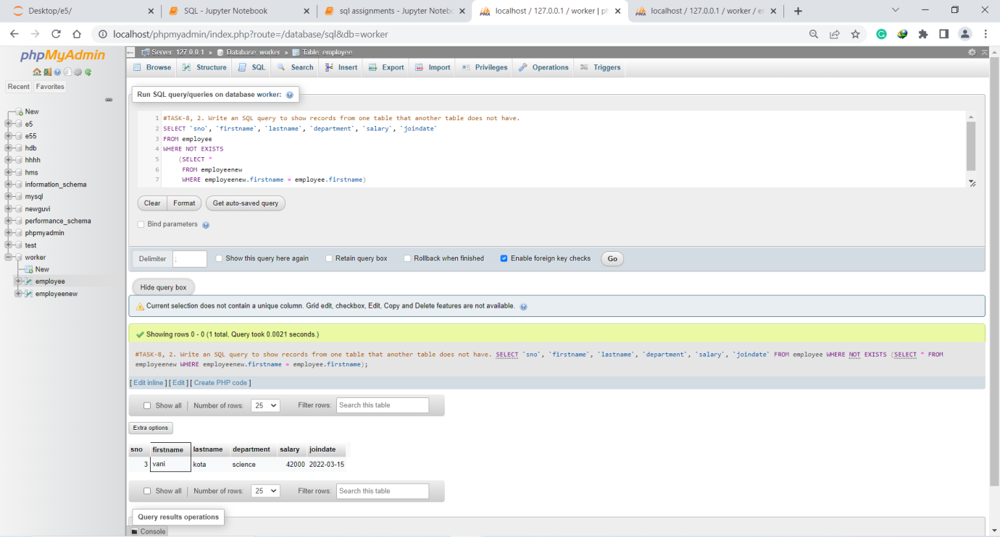 Desktop/e5/
SQL - Jupyter Notebook
sql assignments - Jupyter Notebo
localhost / 127.0.0.1 / worker | ph
localhost / 127.0.0.1 / worker / em
localhost/phpmyadmin/index.php?route=/database/sql&db=worker
phpMyAdmin
Recent Favorites
New
e5
e55
hdb
hhhh
hms
information_schema
mysql
newguvi
performance_schema
phpmyadmin
test
worker
New
employee
employeenew
Server: 127.0.0.1 » Database: worker » Table: employee
Browse Structure SQL Search Insert Export Import Privileges Operations Triggers
Run SQL query/queries on database worker:
1 #TASK-8, 2. Write an SQL query to show records from one table that another table does not have.
2 SELECT `sno`, `firstname`, `lastname`, `department`, `salary`, `joindate`
3 FROM employee
4 WHERE NOT EXISTS
5 (SELECT *
6 FROM employeenew
7 WHERE employeenew.firstname = employee.firstname)
Clear Format Get auto-saved query
Bind parameters
Delimiter ; Show this query here again Retain query box Rollback when finished Enable foreign key checks Go
Hide query box
Current selection does not contain a unique column. Grid edit, checkbox, Edit, Copy and Delete features are not available.
Showing rows 0 - 0 (1 total, Query took 0.0021 seconds.)
#TASK-8, 2. Write an SQL query to show records from one table that another table does not have. SELECT `sno`, `firstname`, `lastname`, `department`, `salary`, `joindate` FROM employee WHERE NOT EXISTS (SELECT * FROM
employeenew WHERE employeenew.firstname = employee.firstname);
[ Edit inline ] [ Edit ] [ Create PHP code ]
Show all Number of rows: 25 Filter rows: Search this table
Extra options
sno firstname lastname department salary joindate
3 vani kota science 42000 2022-03-15
Show all Number of rows: 25 Filter rows: Search this table
Query results operations
Console